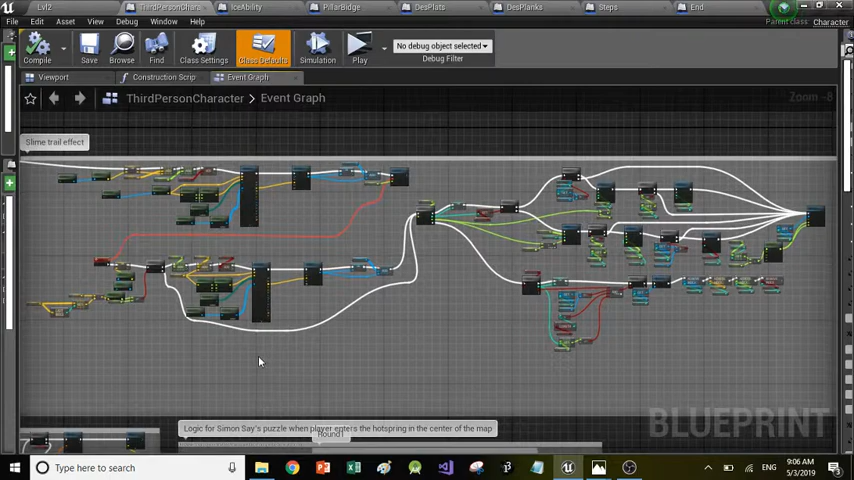 Lvl2
ThirdPersonChara
IceAbility
PillarBridge
DesPlats
DesPlanks
Steps
End
File
Edit
Asset
View
Debug
Window
Help
Parent class: Character
Compile
Save
Browse
Find
Class Settings
Class Defaults
Simulation
Play
No debug object selected
Debug Filter
Viewport
Construction Scrip
Event Graph
ThirdPersonCharacter > Event Graph
Zoom -8
Slime trail effect
BLUEPRINT
Logic for Simon Say's puzzle when player enters the hotspring in the center of the map
Round1
Type here to search
ENG
9:06 AM
5/3/2019